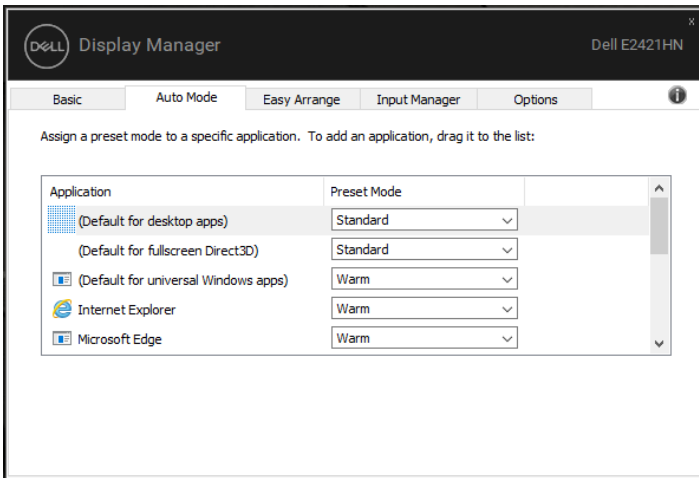 x
DELL Display Manager Dell E2421HN
Basic Auto Mode Easy Arrange Input Manager Options
Assign a preset mode to a specific application. To add an application, drag it to the list:
Application Preset Mode
(Default for desktop apps) Standard
(Default for fullscreen Direct3D) Standard
(Default for universal Windows apps) Warm
Internet Explorer Warm
Microsoft Edge Warm